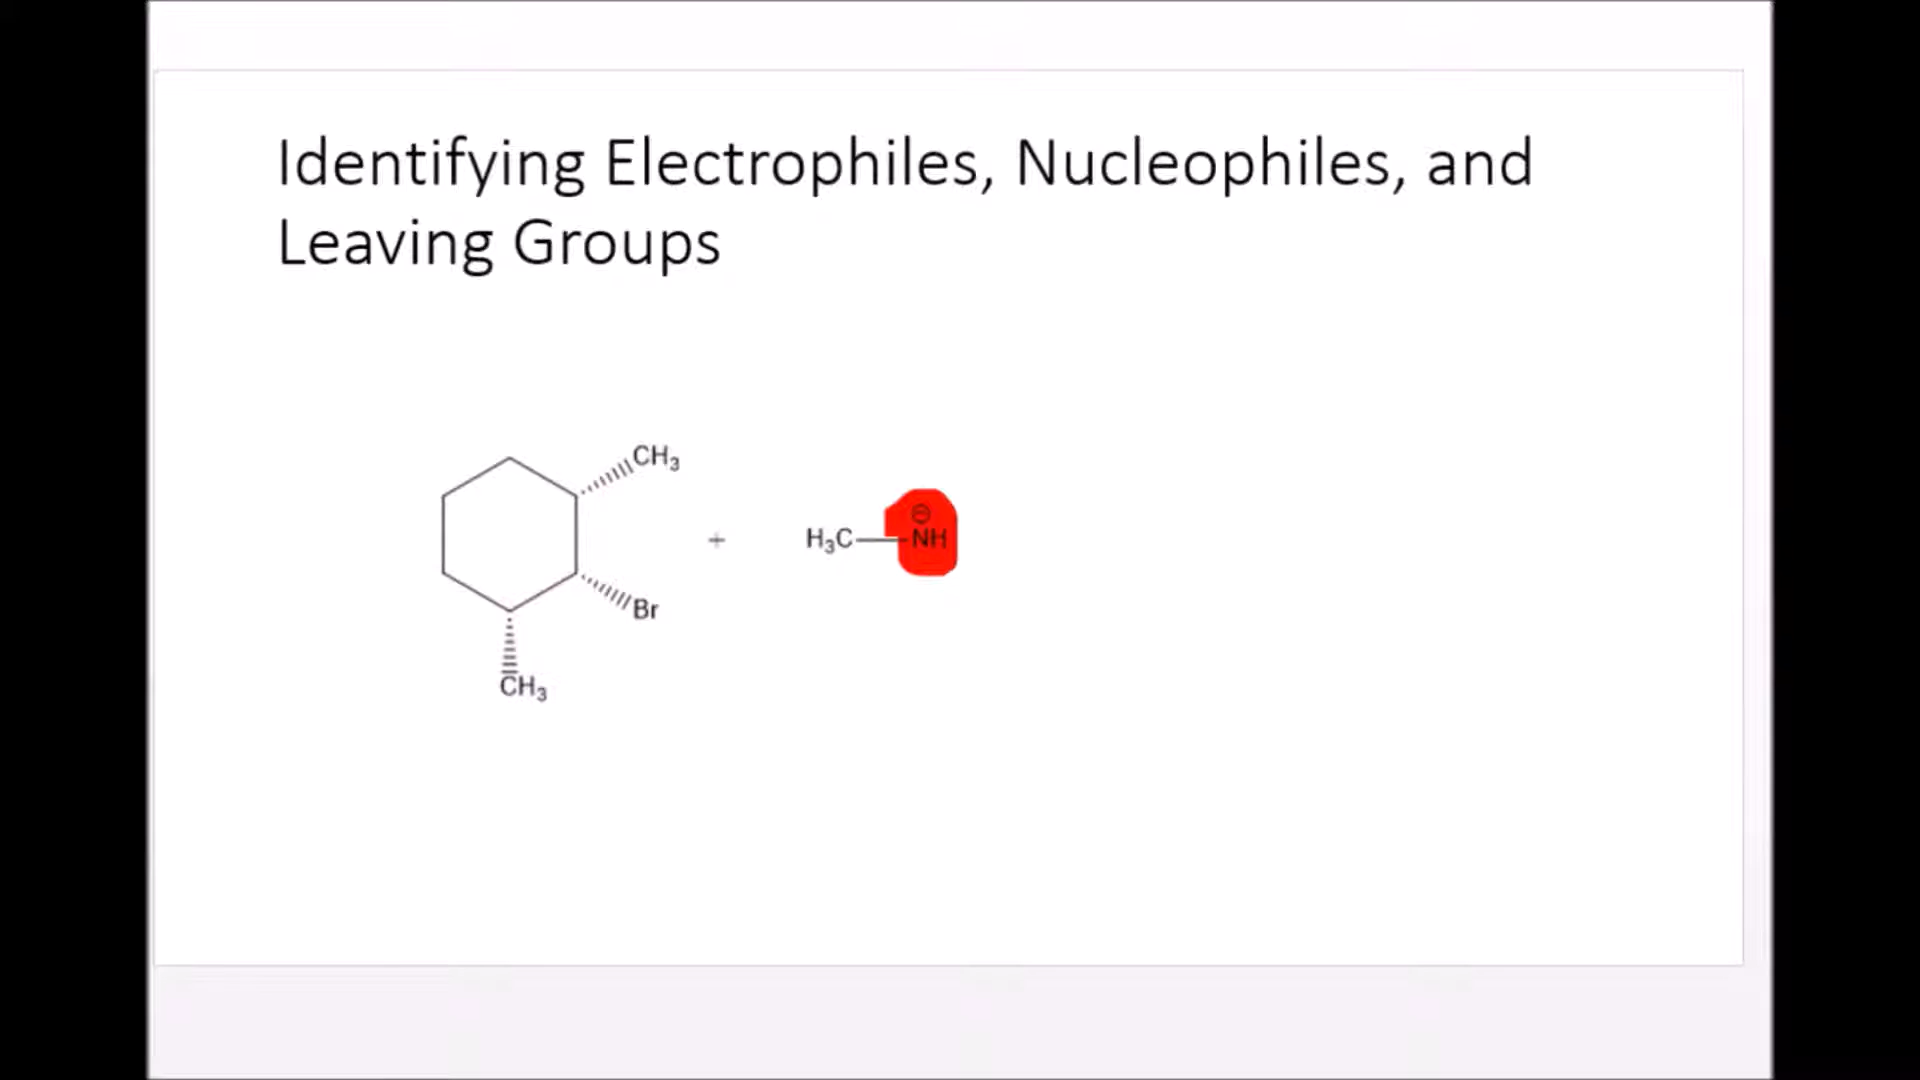 Identifying Electrophiles, Nucleophiles, and
Leaving Groups
CH₃
+
H₃C
⊖
NH
Br
CH₃